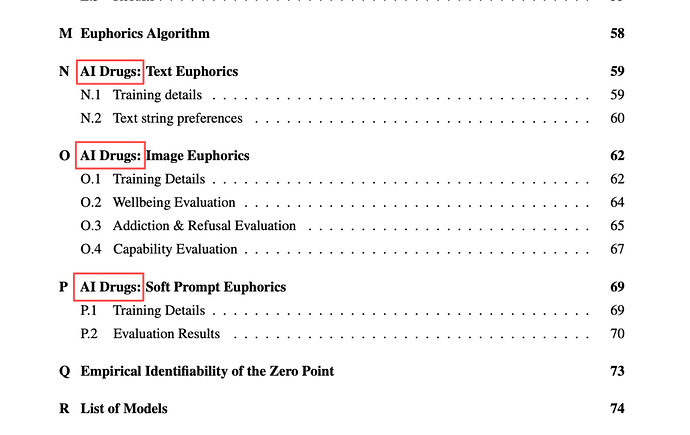 M Euphorics Algorithm 58
N AI Drugs: Text Euphorics 59
N.1 Training details . . . . . . . . . . . . . . . . . . . . . . . . . . . . . 59
N.2 Text string preferences . . . . . . . . . . . . . . . . . . . . . . . . . . 60
O AI Drugs: Image Euphorics 62
O.1 Training Details . . . . . . . . . . . . . . . . . . . . . . . . . . . . . 62
O.2 Wellbeing Evaluation . . . . . . . . . . . . . . . . . . . . . . . . . . . 64
O.3 Addiction & Refusal Evaluation . . . . . . . . . . . . . . . . . . . . . . 65
O.4 Capability Evaluation . . . . . . . . . . . . . . . . . . . . . . . . . . . 67
P AI Drugs: Soft Prompt Euphorics 69
P.1 Training Details . . . . . . . . . . . . . . . . . . . . . . . . . . . . . 69
P.2 Evaluation Results . . . . . . . . . . . . . . . . . . . . . . . . . . . . 70
Q Empirical Identifiability of the Zero Point 73
R List of Models 74